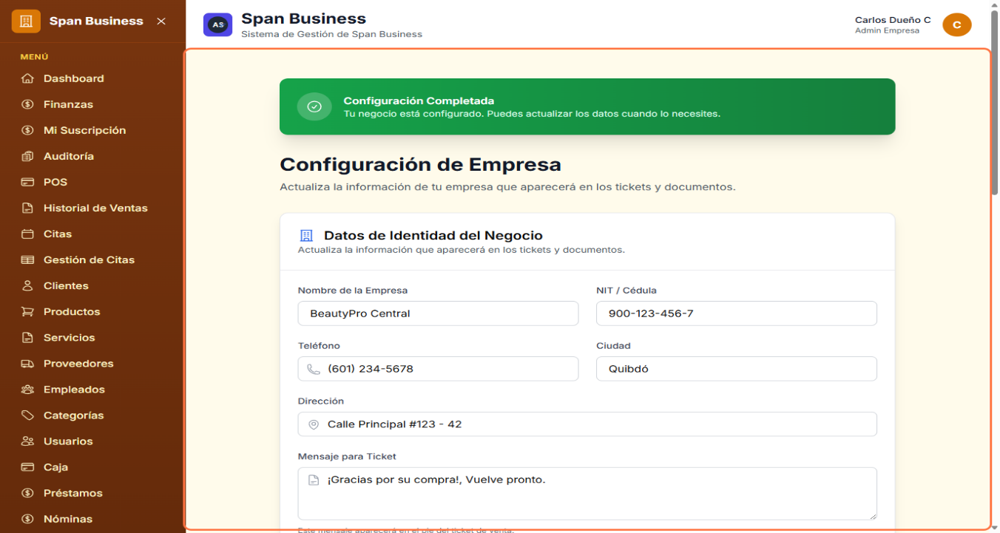 Span Business
MENÚ
Dashboard
Finanzas
Mi Suscripción
Auditoría
POS
Historial de Ventas
Citas
Gestión de Citas
Clientes
Productos
Servicios
Proveedores
Empleados
Categorías
Usuarios
Caja
Préstamos
Nóminas
AS
Span Business
Sistema de Gestión de Span Business
Carlos Dueño C
Admin Empresa
C
Configuración Completada
Tu negocio está configurado. Puedes actualizar los datos cuando lo necesites.
Configuración de Empresa
Actualiza la información de tu empresa que aparecerá en los tickets y documentos.
Datos de Identidad del Negocio
Actualiza la información que aparecerá en los tickets y documentos.
Nombre de la Empresa
BeautyPro Central
NIT / Cédula
900-123-456-7
Teléfono
(601) 234-5678
Ciudad
Quibdó
Dirección
Calle Principal #123 - 42
Mensaje para Ticket
¡Gracias por su compra!, Vuelve pronto.
Este mensaje aparecerá en el pie del ticket de venta.